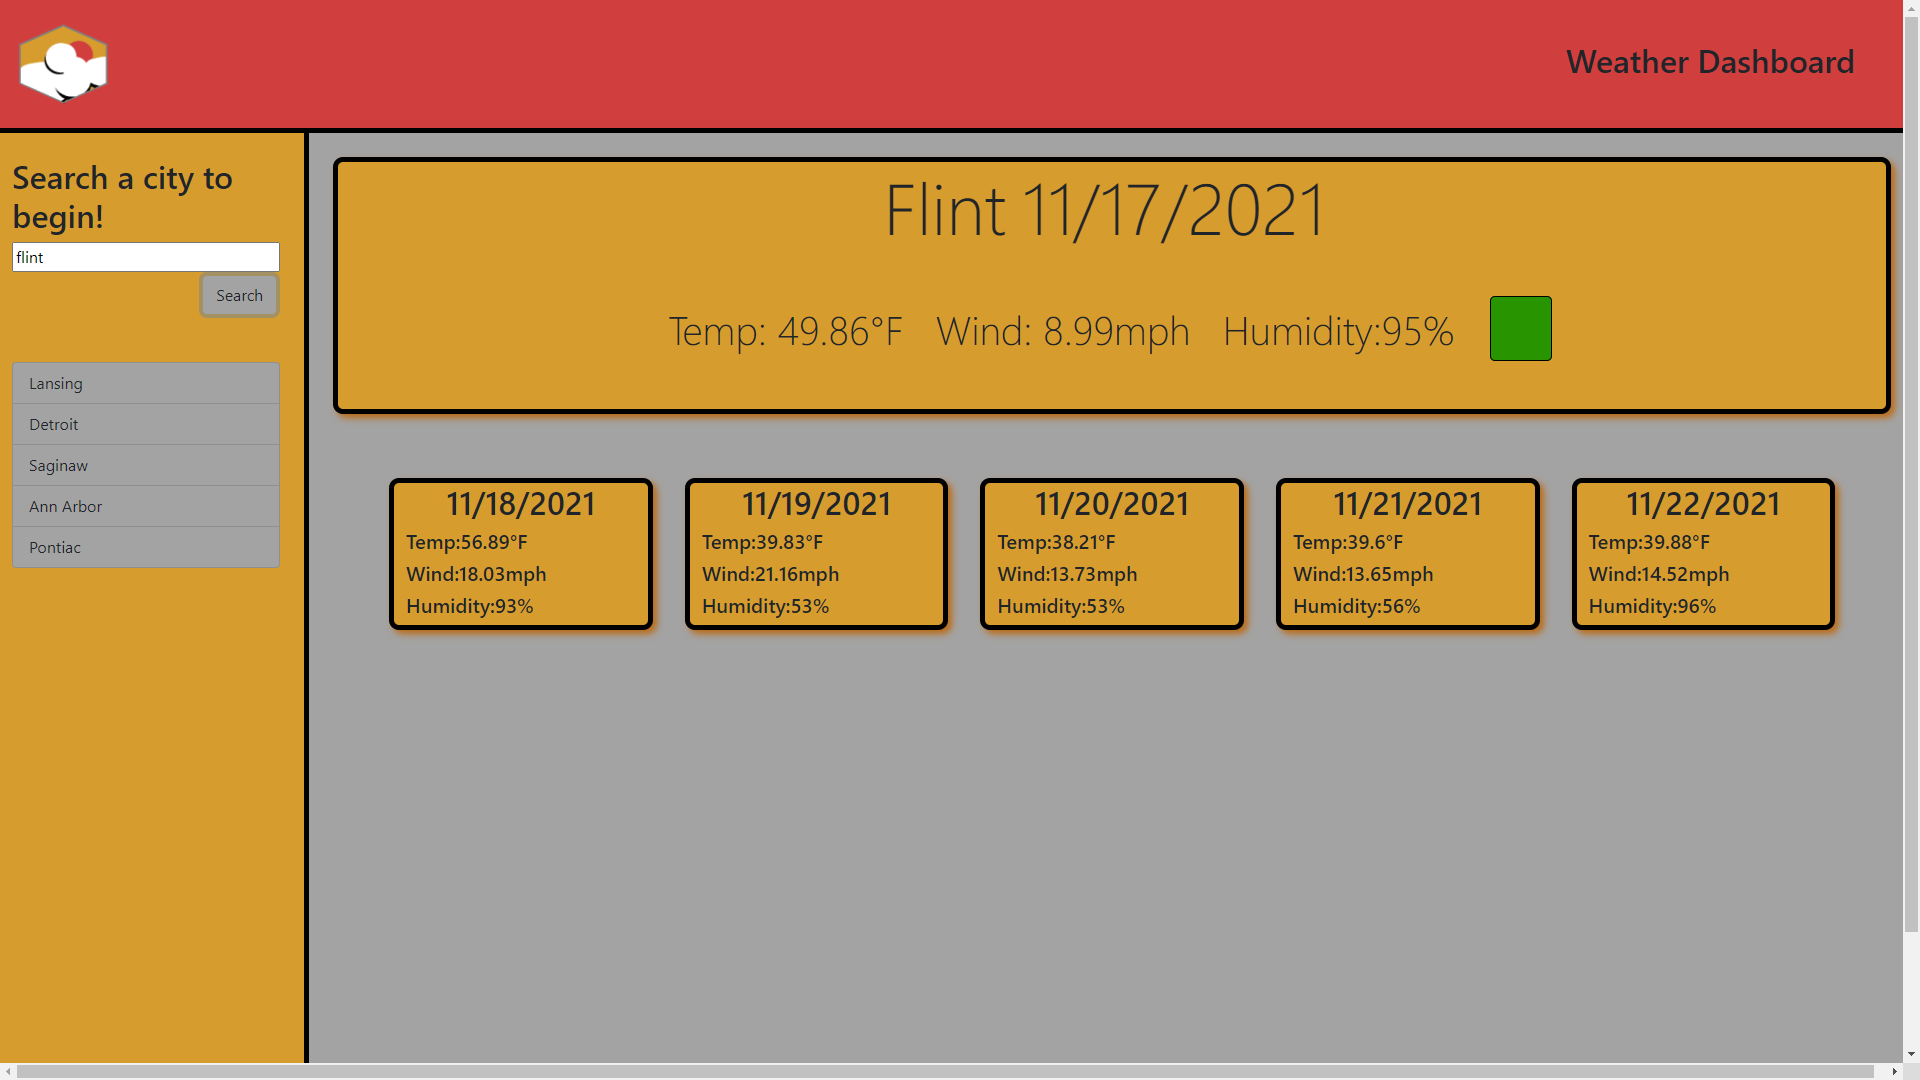 Weather Dashboard
Search a city to
begin!
flint
Search
Lansing
Detroit
Saginaw
Ann Arbor
Pontiac
Flint 11/17/2021
Temp: 49.86°F Wind: 8.99mph Humidity:95%
11/18/2021
Temp:56.89°F
Wind:18.03mph
Humidity:93%
11/19/2021
Temp:39.83°F
Wind:21.16mph
Humidity:53%
11/20/2021
Temp:38.21°F
Wind:13.73mph
Humidity:53%
11/21/2021
Temp:39.6°F
Wind:13.65mph
Humidity:56%
11/22/2021
Temp:39.88°F
Wind:14.52mph
Humidity:96%